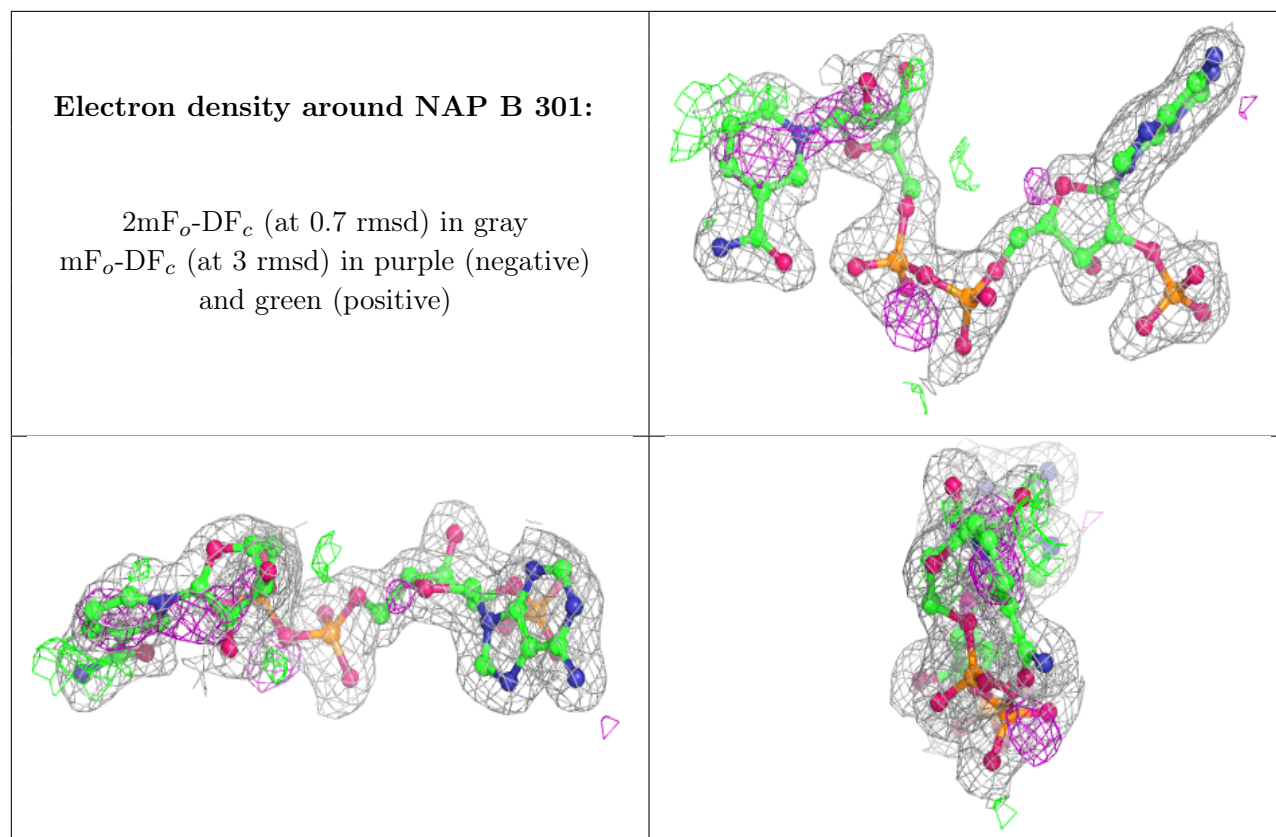 Electron density around NAP B 301:
2mFo-DFc (at 0.7 rmsd) in gray
mFo-DFc (at 3 rmsd) in purple (negative)
and green (positive)